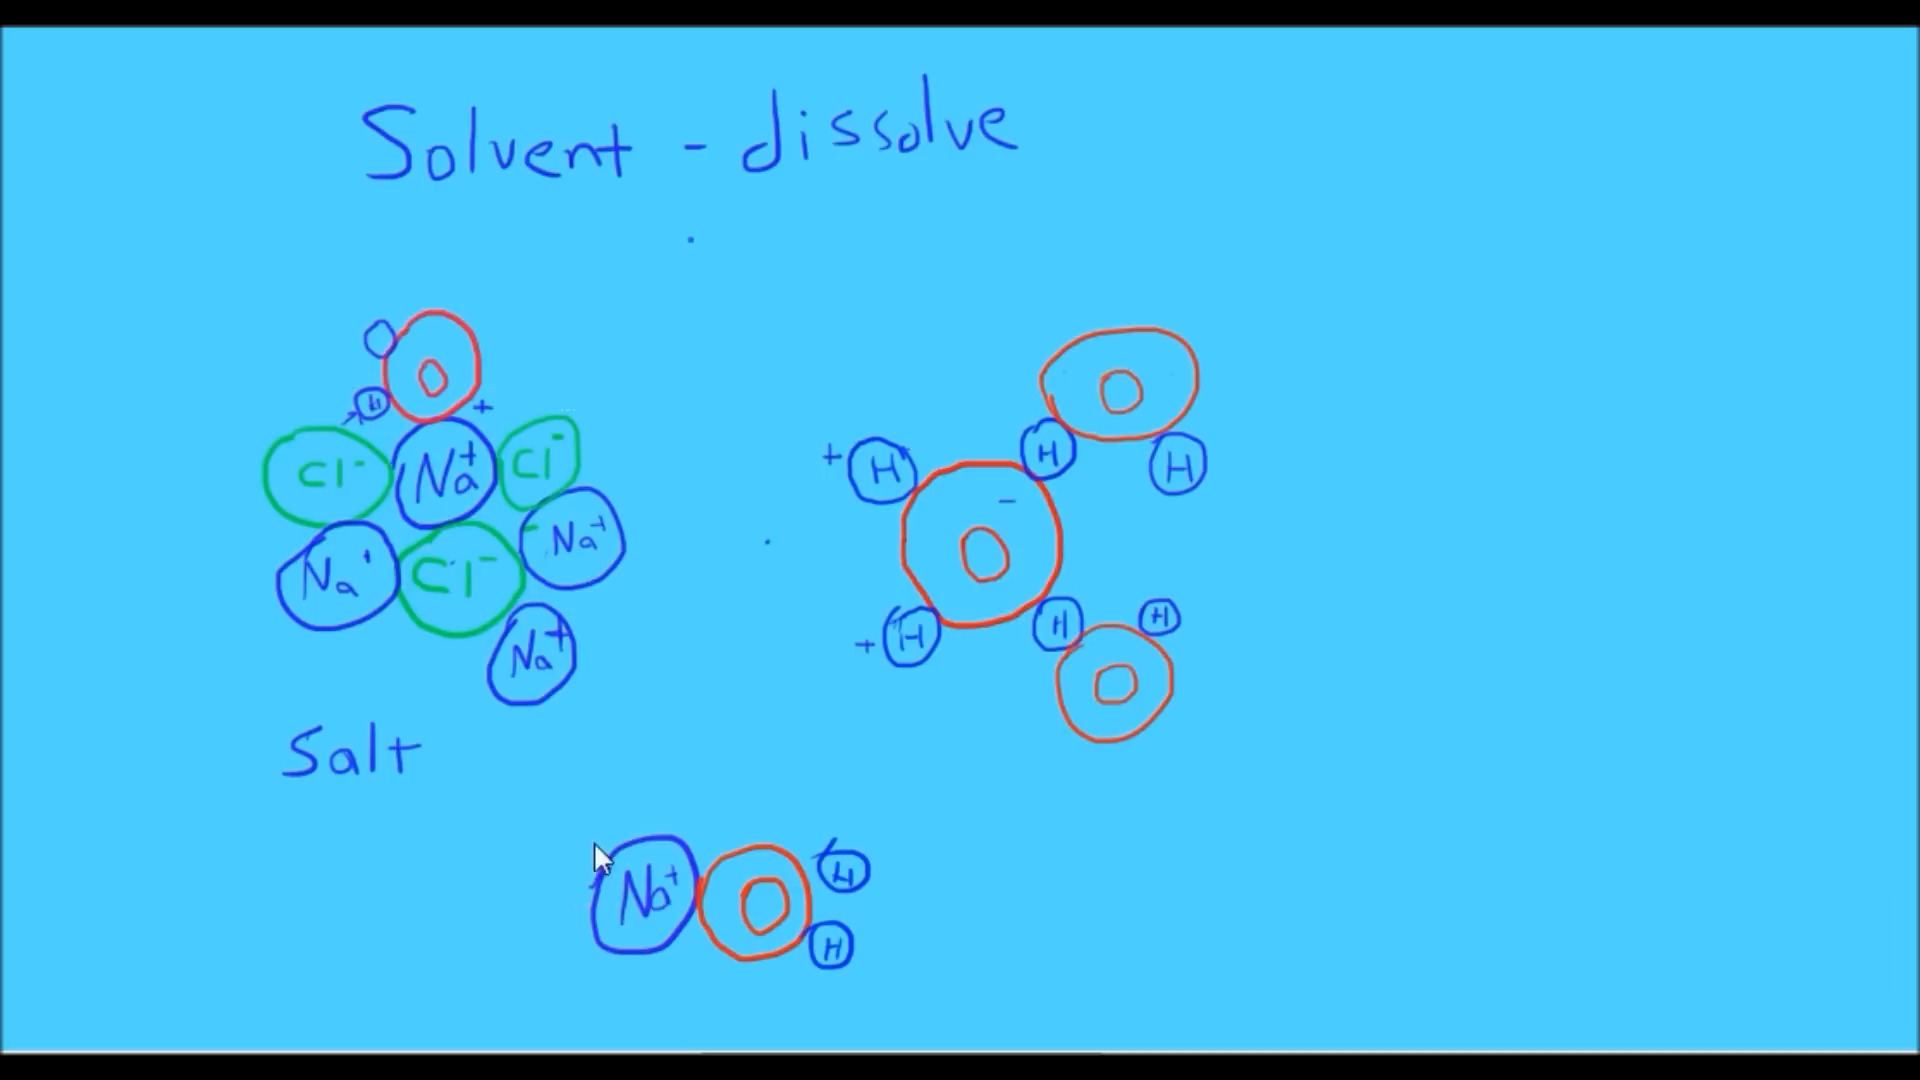 Solvent - dissolve
O
H
+
Cl⁻
Na⁺
Cl⁻
Na⁺
Cl⁻
Na⁺
Na⁺
Salt
O
H
H
+
H
-
O
+
H
H
H
O
Na⁺
O
H
H